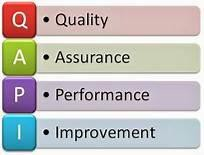 Q • Quality
A • Assurance
P • Performance
I • Improvement